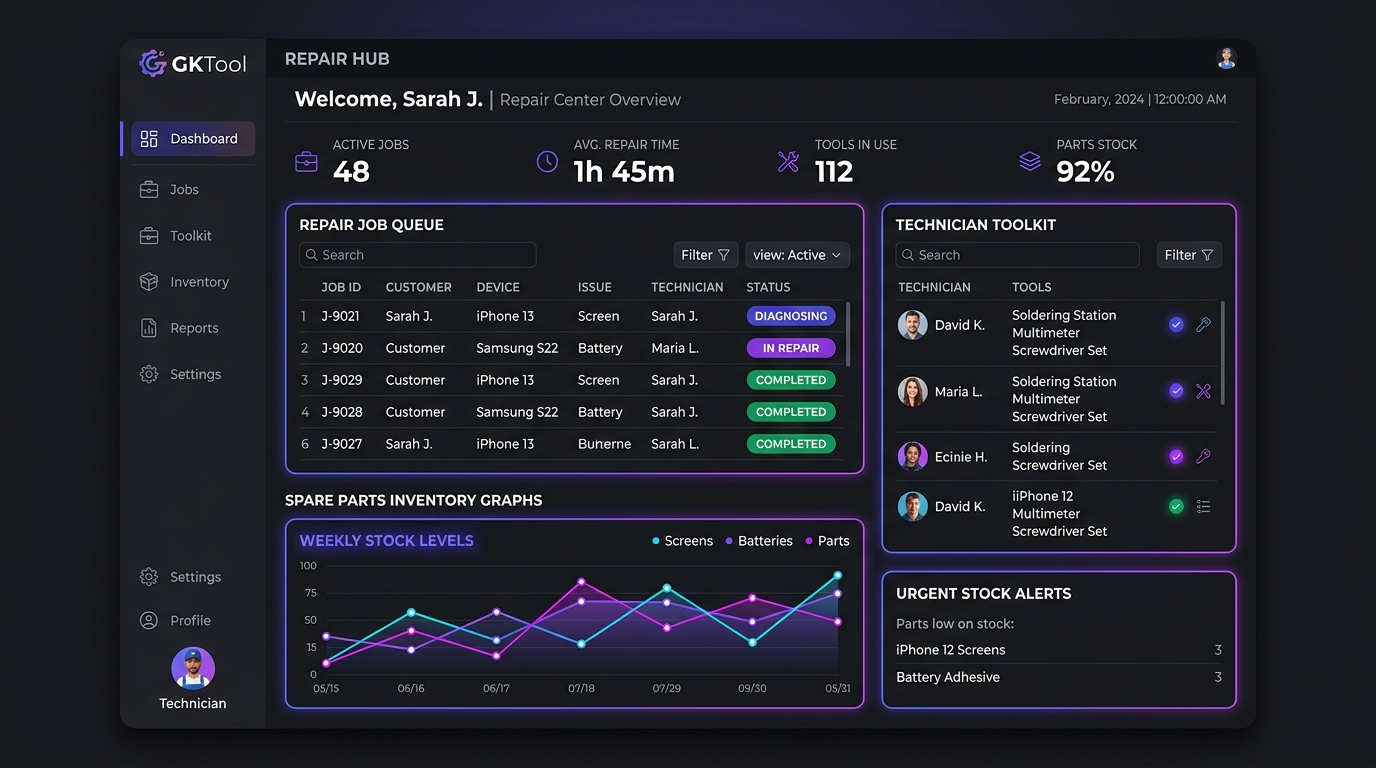 GKTool
REPAIR HUB
Welcome, Sarah J. | Repair Center Overview
February, 2024 | 12:00:00 AM
Dashboard
Jobs
Toolkit
Inventory
Reports
Settings
Settings
Profile
Technician
ACTIVE JOBS
48
AVG. REPAIR TIME
1h 45m
TOOLS IN USE
112
PARTS STOCK
92%
REPAIR JOB QUEUE
Search
Filter
view: Active
JOB ID CUSTOMER DEVICE ISSUE TECHNICIAN STATUS
1 J-9021 Sarah J. iPhone 13 Screen Sarah J. DIAGNOSING
2 J-9020 Customer Samsung S22 Battery Maria L. IN REPAIR
3 J-9029 Customer iPhone 13 Screen Sarah J. COMPLETED
4 J-9028 Customer Samsung S22 Battery Sarah J. COMPLETED
6 J-9027 Sarah J. iPhone 13 Bunerne Sarah L. COMPLETED
TECHNICIAN TOOLKIT
Search
Filter
TECHNICIAN TOOLS
David K.
Soldering Station
Multimeter
Screwdriver Set
Maria L.
Soldering Station
Multimeter
Screwdriver Set
Ecinie H.
Soldering
Screwdriver Set
David K.
iiPhone 12
Multimeter
Screwdriver Set
SPARE PARTS INVENTORY GRAPHS
WEEKLY STOCK LEVELS
Screens Batteries Parts
100
75
50
15
0
05/15 06/16 06/17 07/18 07/29 09/30 05/31
URGENT STOCK ALERTS
Parts low on stock:
iPhone 12 Screens 3
Battery Adhesive 3